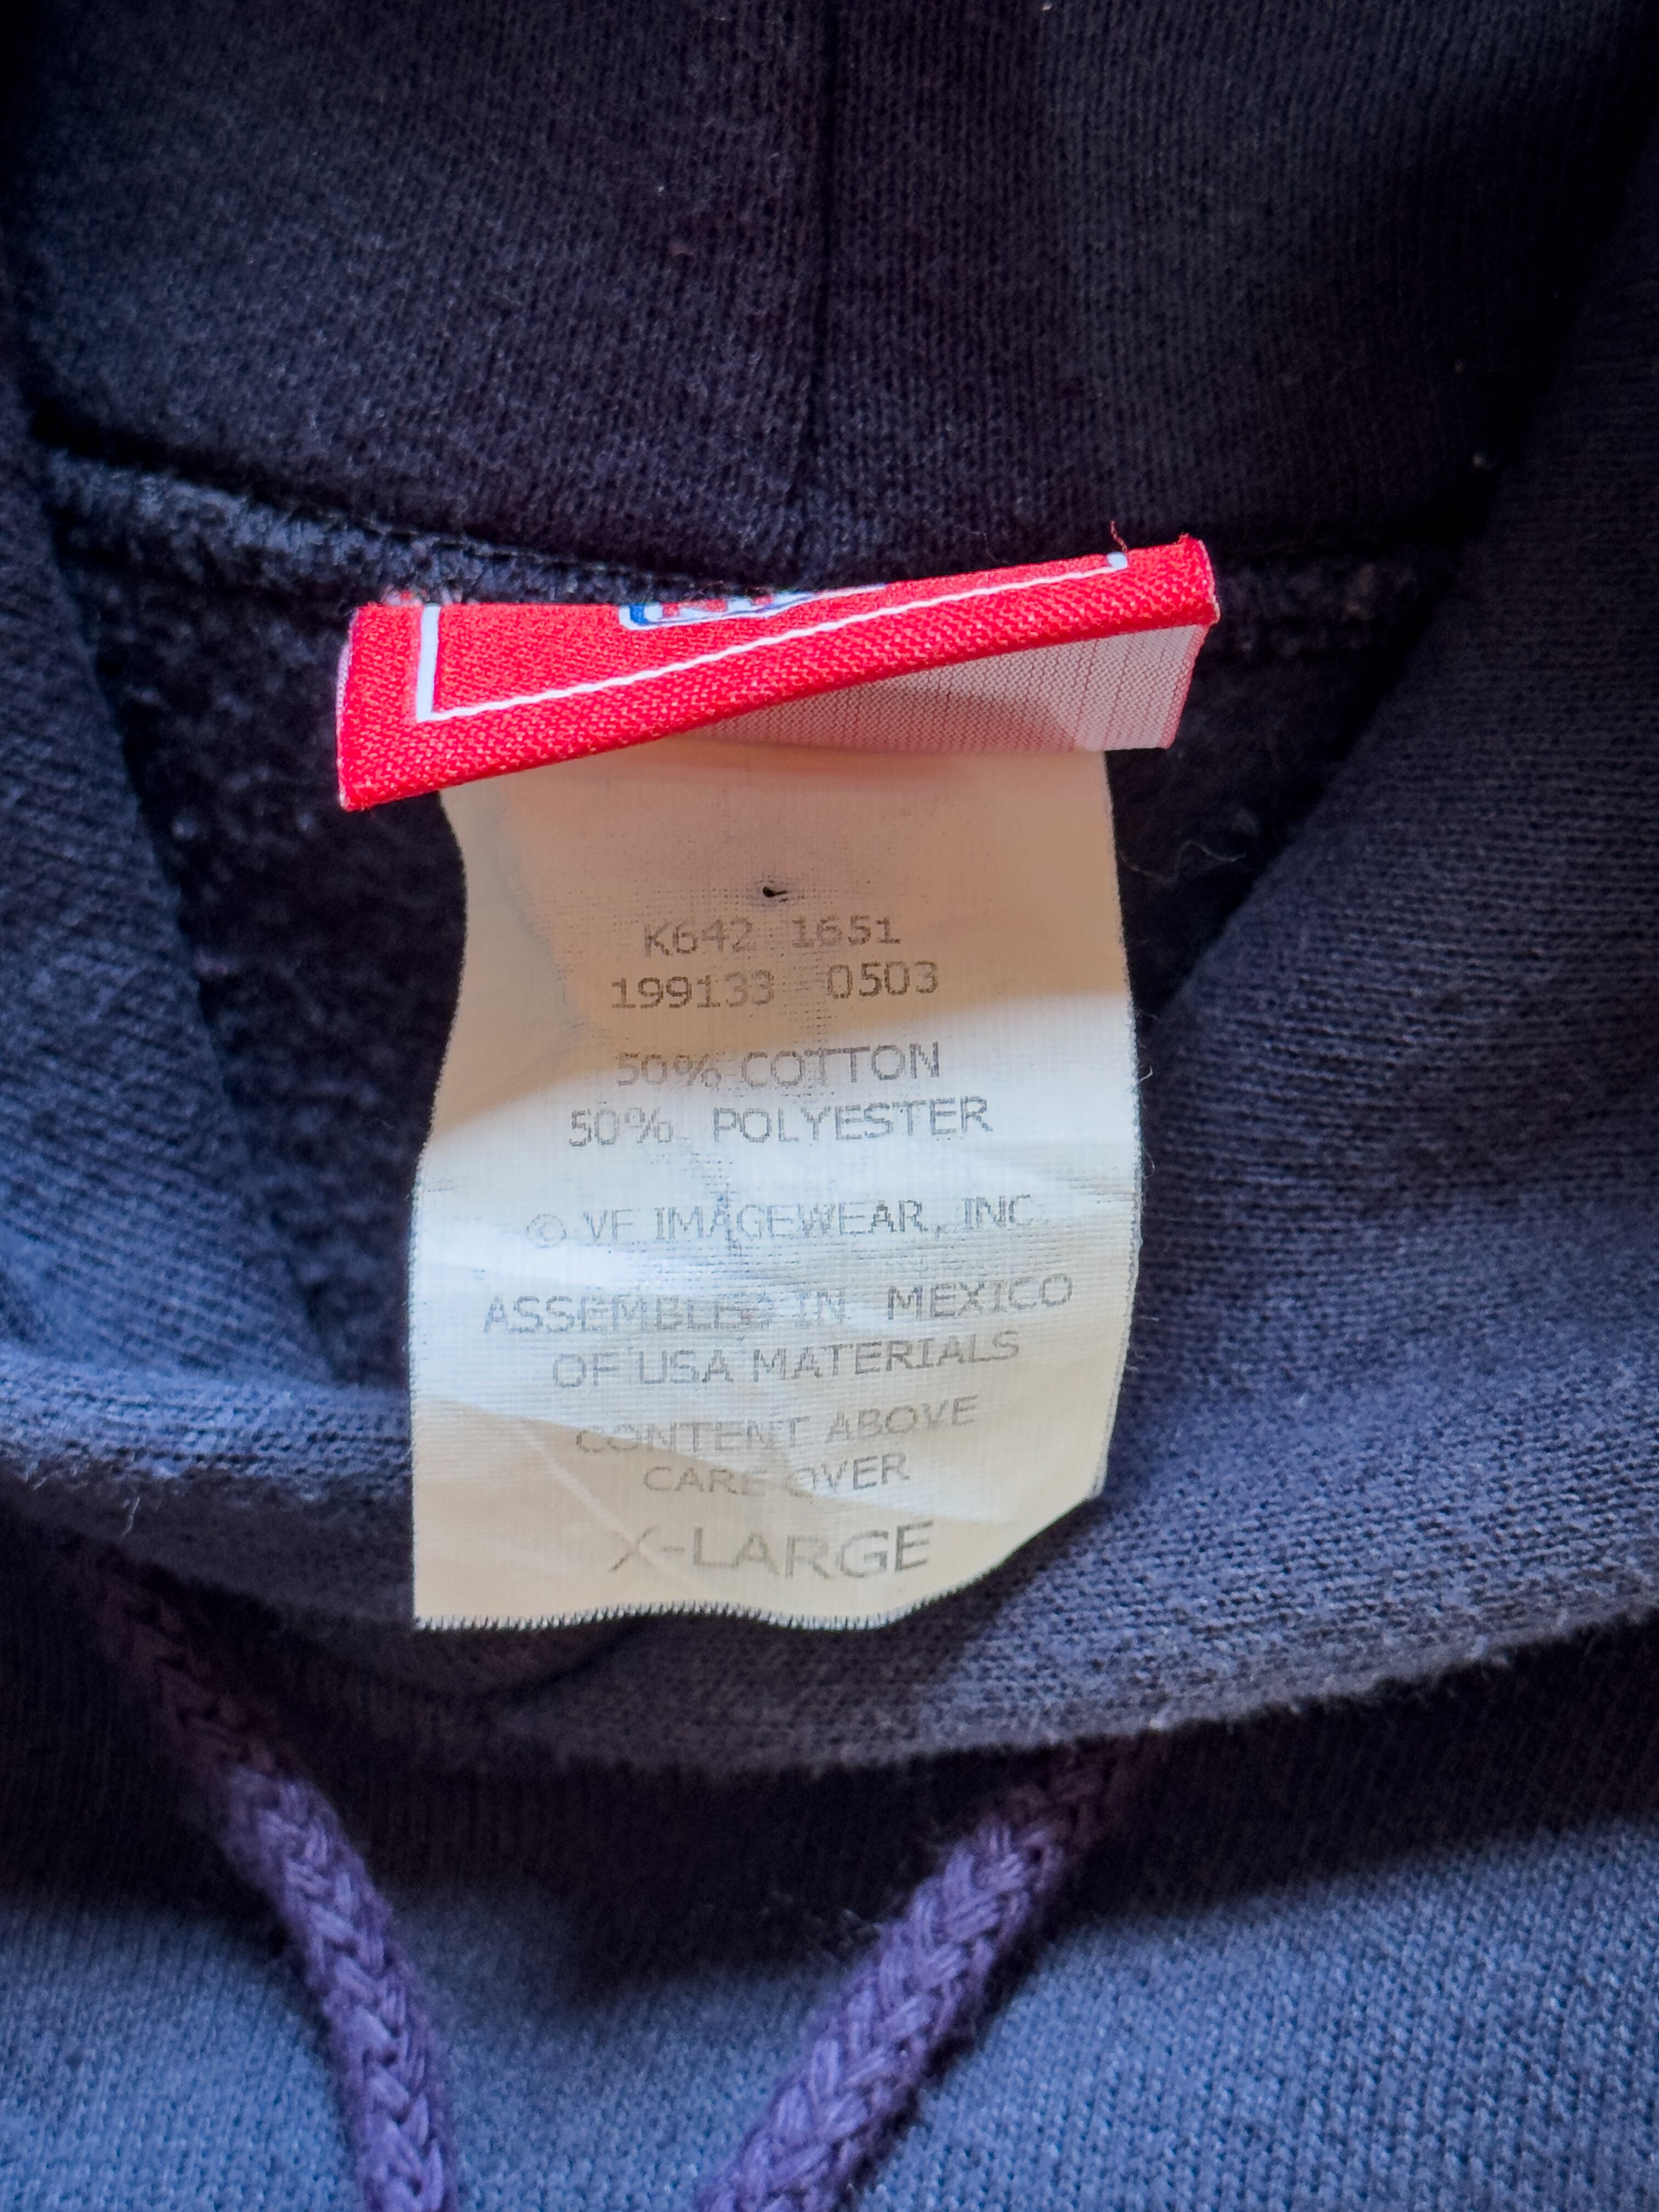 K642 1651
199133 0503
50% COTTON
50% POLYESTER
© VF IMAGEWEAR, INC.
ASSEMBLED IN MEXICO
OF USA MATERIALS
CONTENT ABOVE
CARE OVER
X-LARGE